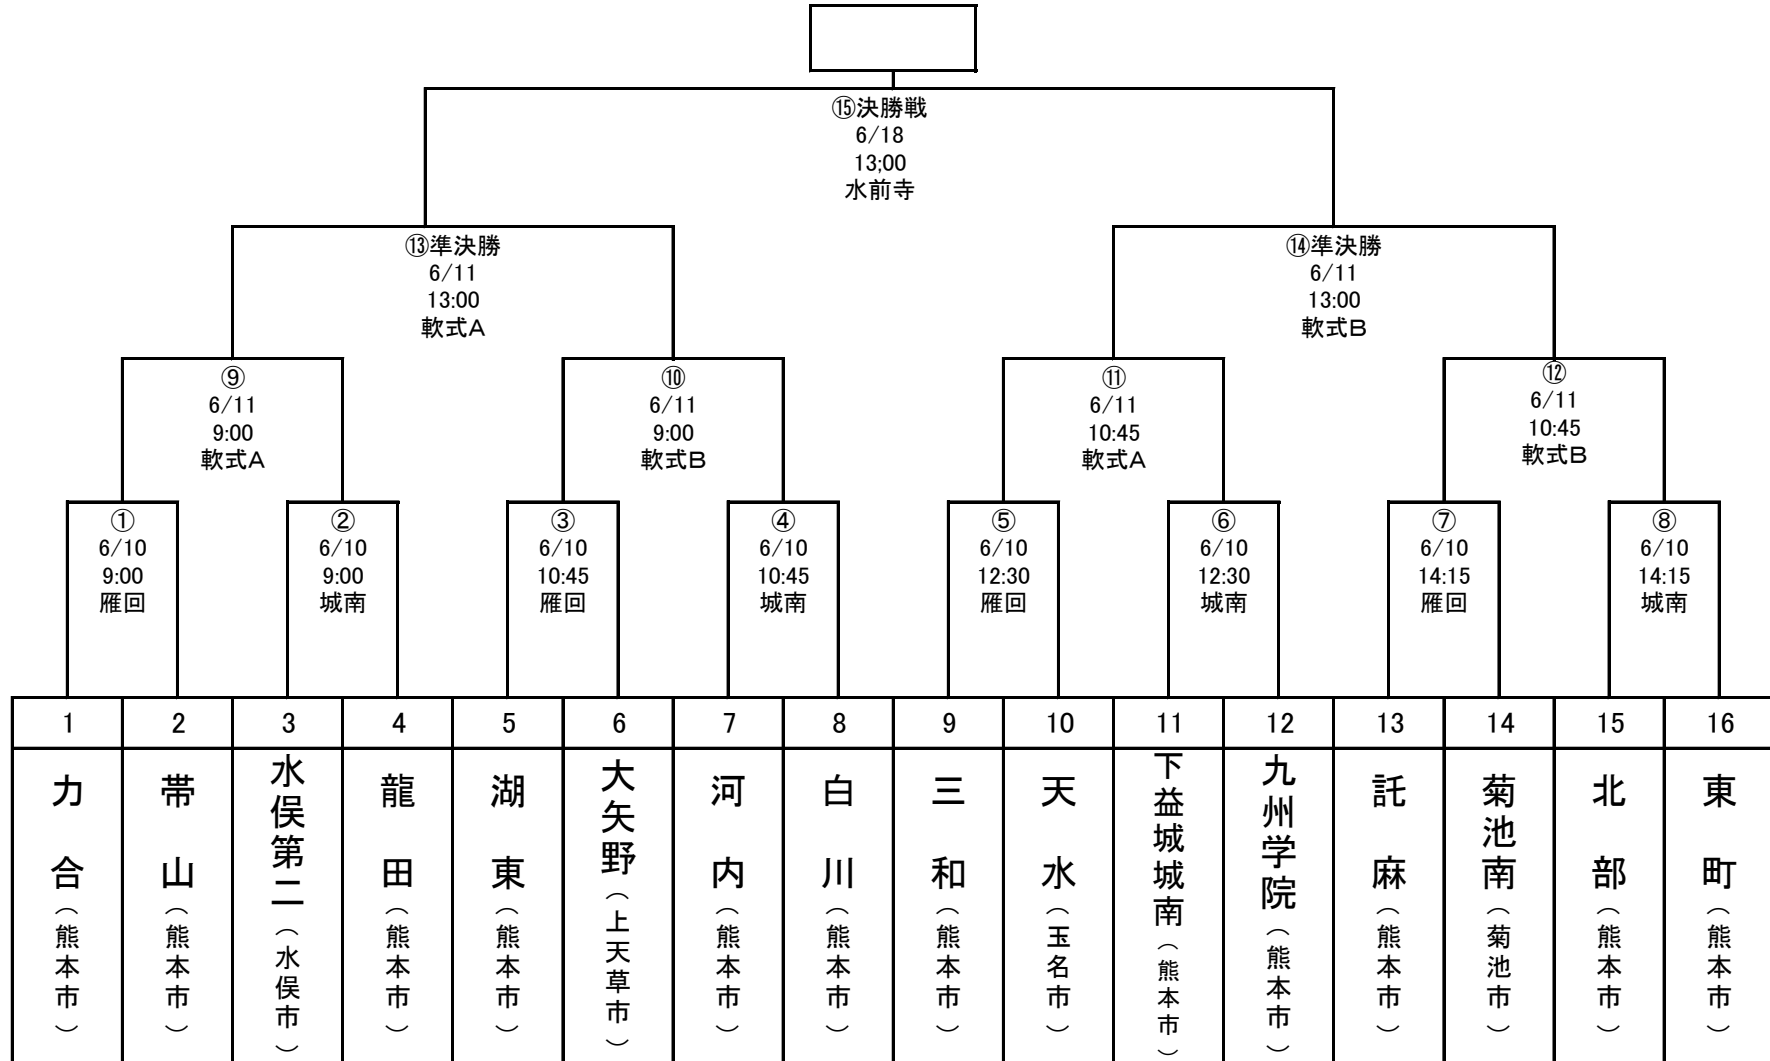 ⑮決勝戦
6/18
13;00
水前寺
⑬準決勝
6/11
13:00
軟式A
⑭準決勝
6/11
13:00
軟式B
⑨
6/11
9:00
軟式A
⑩
6/11
9:00
軟式B
⑪
6/11
10:45
軟式A
⑫
6/11
10:45
軟式B
①
6/10
9:00
雁回
②
6/10
9:00
城南
③
6/10
10:45
雁回
④
6/10
10:45
城南
⑤
6/10
12:30
雁回
⑥
6/10
12:30
城南
⑦
6/10
14:15
雁回
⑧
6/10
14:15
城南
1
力合(熊本市)
2
帯山(熊本市)
3
水俣第二(水俣市)
4
龍田(熊本市)
5
湖東(熊本市)
6
大矢野(上天草市)
7
河内(熊本市)
8
白川(熊本市)
9
三和(熊本市)
10
天水(玉名市)
11
下益城城南(熊本市)
12
九州学院(熊本市)
13
託麻(熊本市)
14
菊池南(菊池市)
15
北部(熊本市)
16
東町(熊本市)